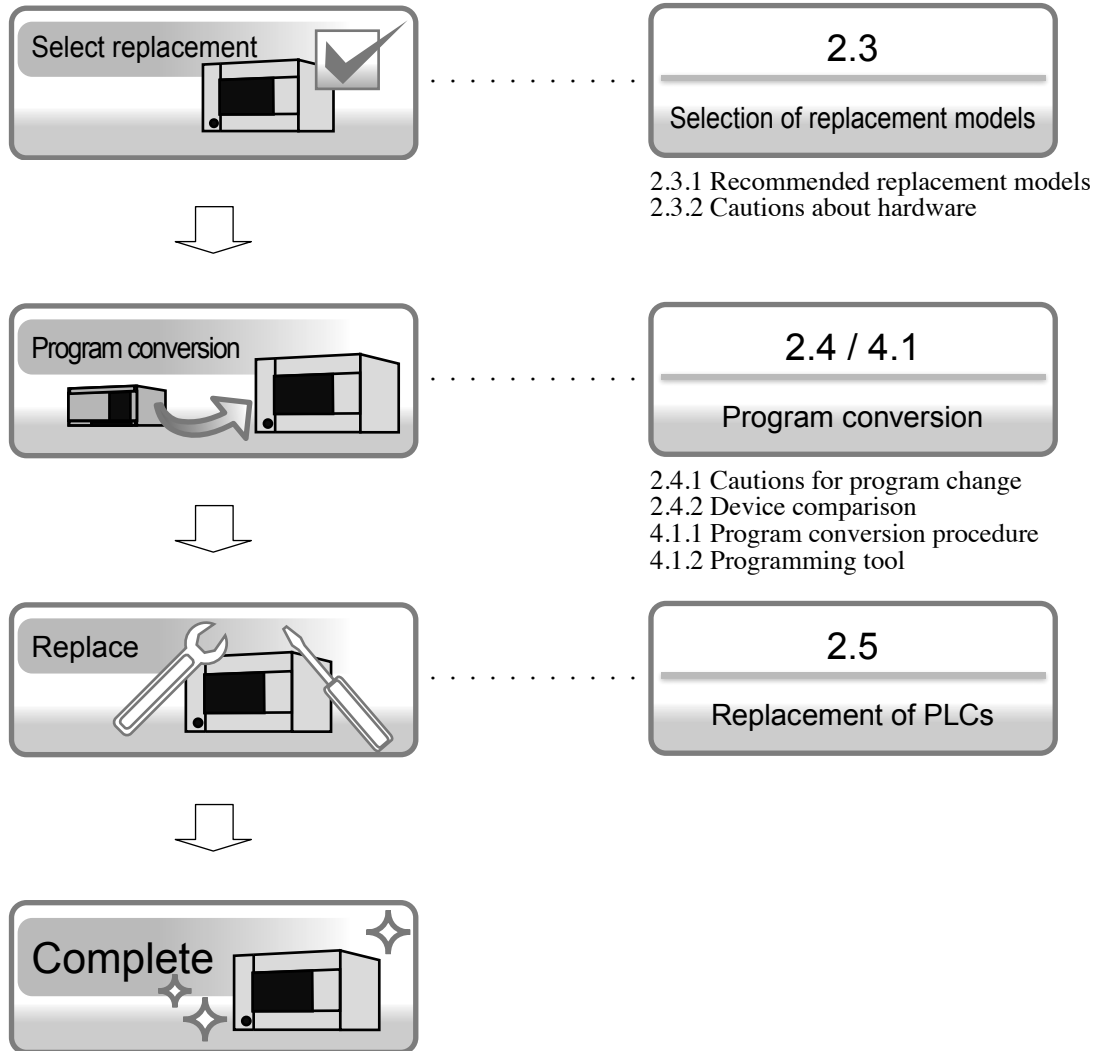 Select replacement
2.3
Selection of replacement models
2.3.1 Recommended replacement models
2.3.2 Cautions about hardware
Program conversion
2.4 / 4.1
Program conversion
2.4.1 Cautions for program change
2.4.2 Device comparison
4.1.1 Program conversion procedure
4.1.2 Programming tool
Replace
2.5
Replacement of PLCs
Complete